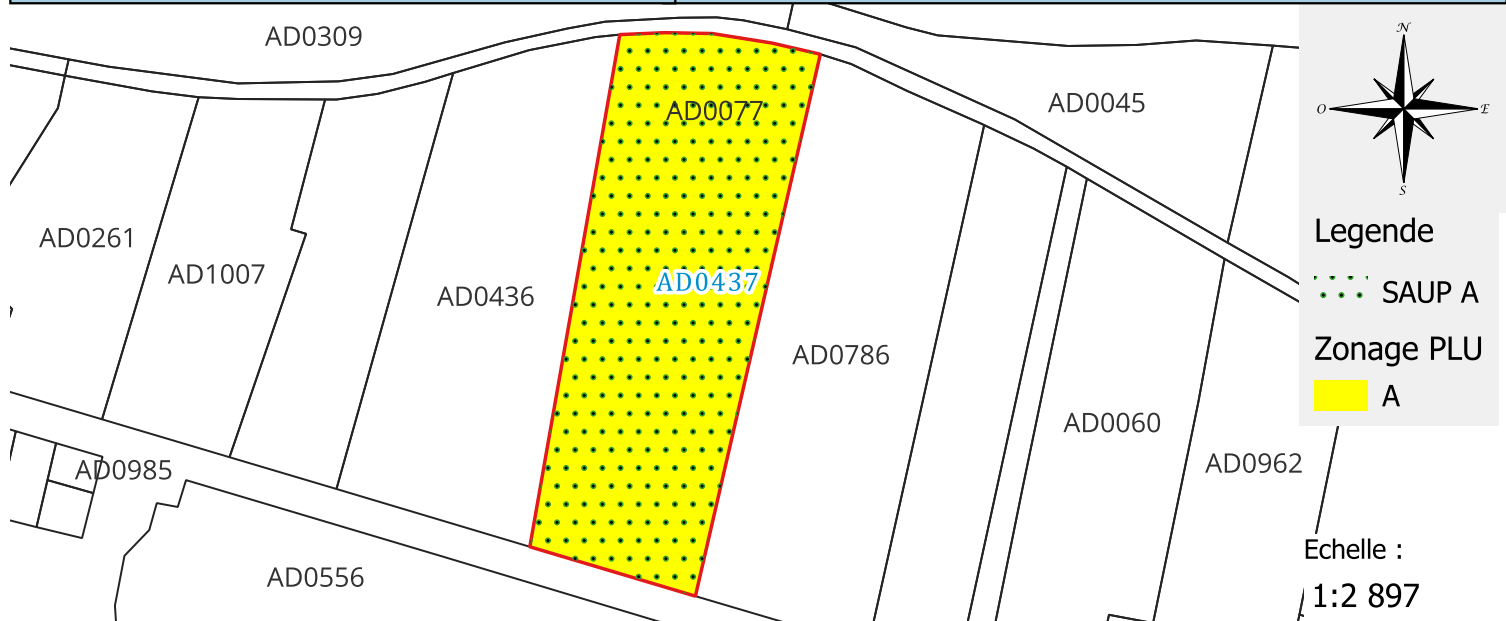 AD0309
AD0077
AD0045
AD0261
AD1007
AD0436
AD0437
AD0786
AD0060
AD0962
AD0985
AD0556
N
O
E
S
Legende
SAUP A
Zonage PLU
A
Echelle :
1:2 897